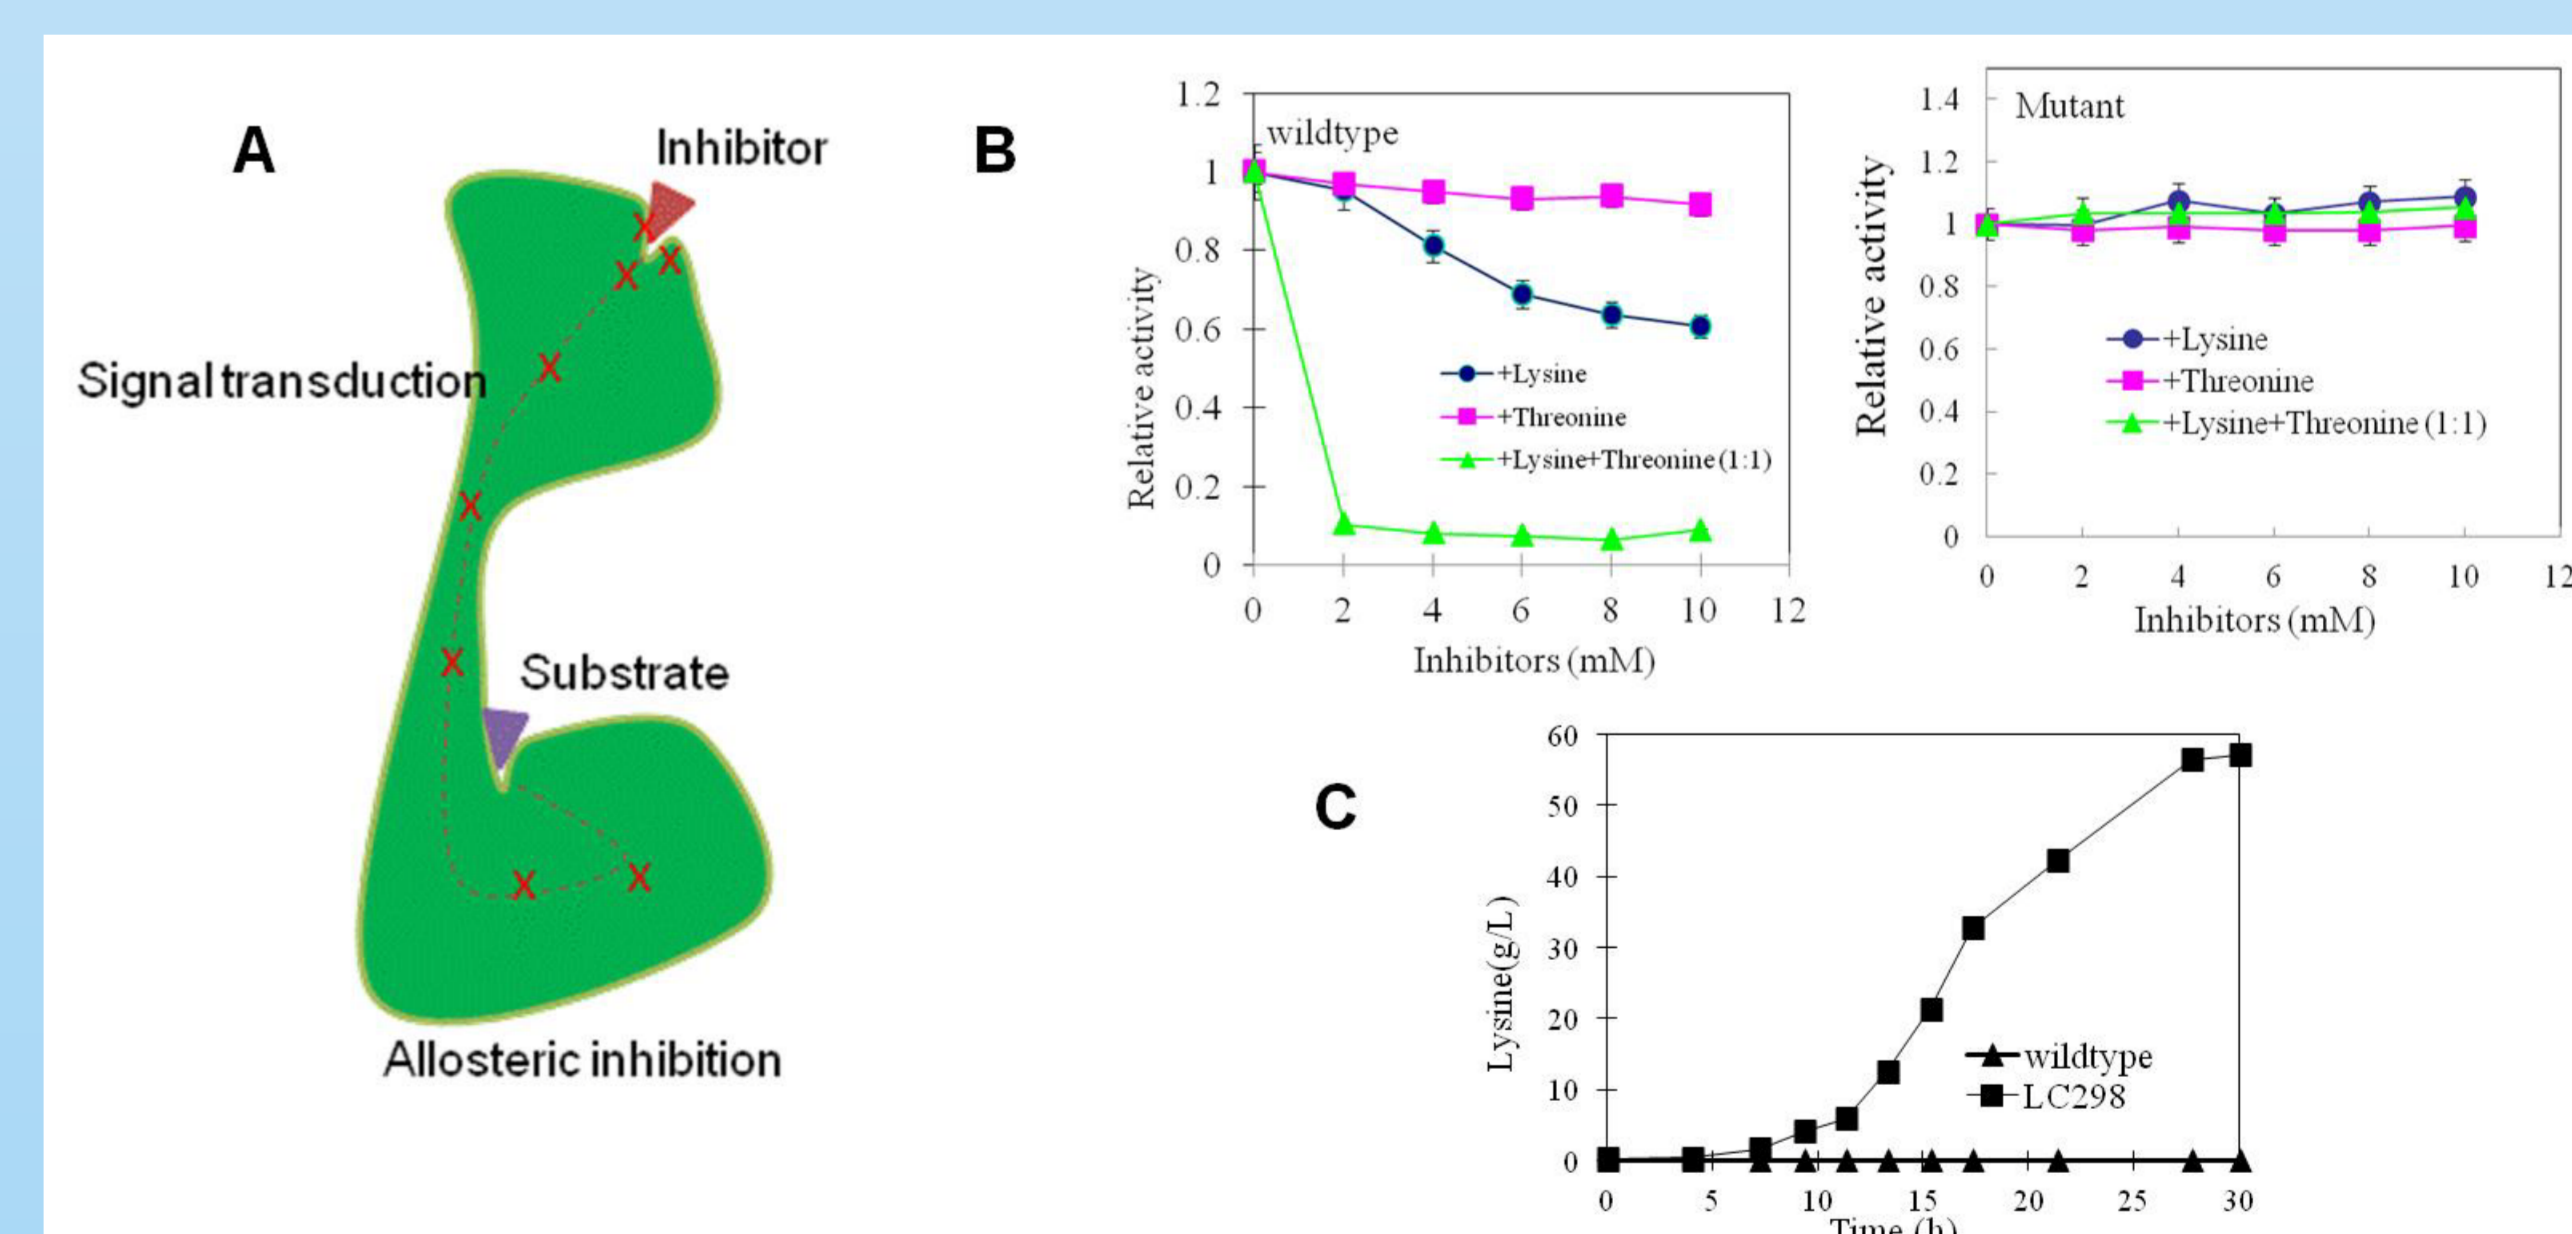 A
Inhibitor
X
X
X
X
Signal transduction
X
X
Substrate
X
X
Allosteric inhibition
B
wildtype
1.2
1
0.8
0.6
0.4
0.2
0
Relative activity
+Lysine
+Threonine
+Lysine+Threonine (1:1)
0 2 4 6 8 10 12
Inhibitors (mM)
Mutant
1.4
1.2
1
0.8
0.6
0.4
0.2
0
Relative activity
+Lysine
+Threonine
+Lysine+Threonine (1:1)
0 2 4 6 8 10 12
Inhibitors (mM)
C
60
50
40
30
20
10
0
Lysine(g/L)
wildtype
LC298
0 5 10 15 20 25 30
Time (h)